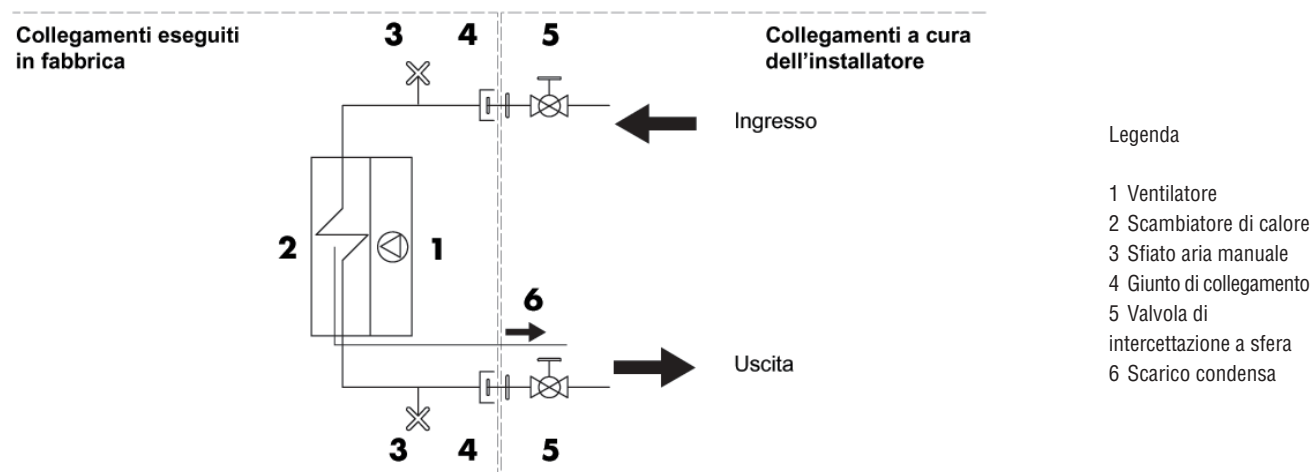 Collegamenti eseguiti
in fabbrica
3
4
5
Collegamenti a cura
dell'installatore
Ingresso
2
1
6
Uscita
3
4
5
Legenda
1 Ventilatore
2 Scambiatore di calore
3 Sfiato aria manuale
4 Giunto di collegamento
5 Valvola di
intercettazione a sfera
6 Scarico condensa